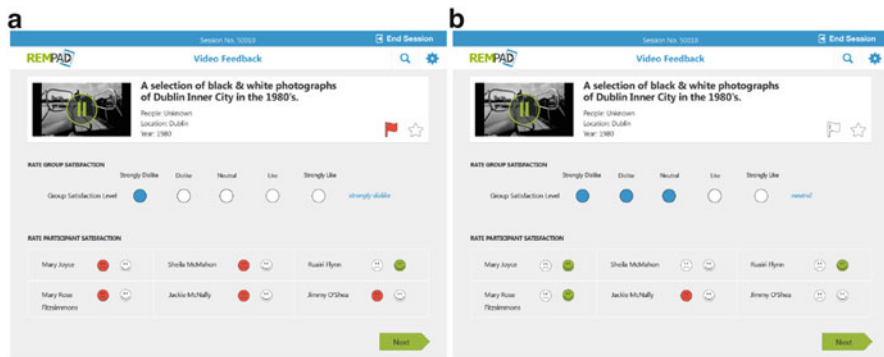 a
Session No. 50010
End Session
REMPAD
Video Feedback
A selection of black & white photographs
of Dublin Inner City in the 1980's.
People: Unknown
Location: Dublin
Year: 1980
RATE GROUP SATISFACTION
Strongly Dislike Dislike Neutral Like Strongly Like
Group Satisfaction Level strongly dislike
RATE PARTICIPANT SATISFACTION
Mary Joyce Sheila McMahon Ruairi Flynn
Mary Rose Jackie McNally Jimmy O'Shea
Fitzsimmons
Next
b
Session No. 50010
End Session
REMPAD
Video Feedback
A selection of black & white photographs
of Dublin Inner City in the 1980's.
People: Unknown
Location: Dublin
Year: 1980
RATE GROUP SATISFACTION
Strongly Dislike Dislike Neutral Like Strongly Like
Group Satisfaction Level neutral
RATE PARTICIPANT SATISFACTION
Mary Joyce Sheila McMahon Ruairi Flynn
Mary Rose Jackie McNally Jimmy O'Shea
Fitzsimmons
Next